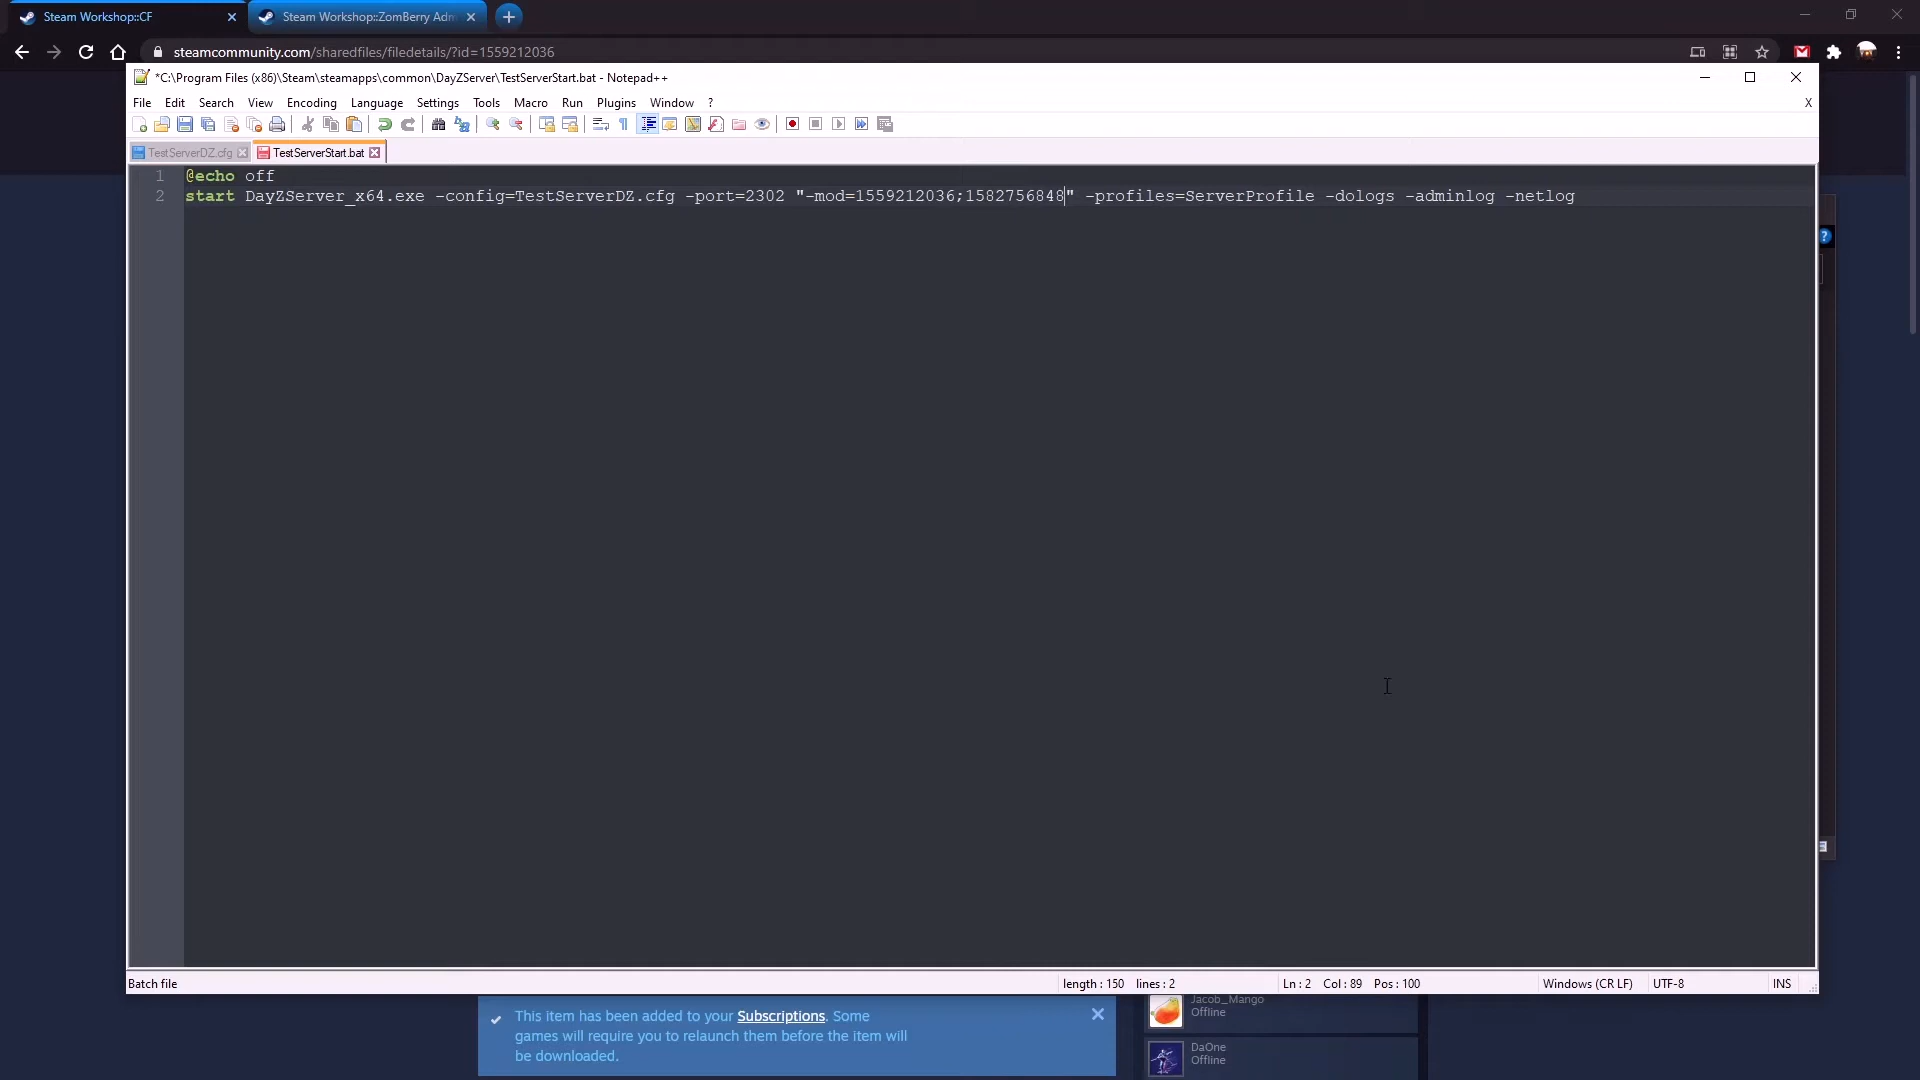 Steam Workshop::CF
Steam Workshop::ZomBerry Adm
steamcommunity.com/sharedfiles/filedetails/?id=1559212036
*C:\Program Files (x86)\Steam\steamapps\common\DayZServer\TestServerStart.bat - Notepad++
File Edit Search View Encoding Language Settings Tools Macro Run Plugins Window ? X
TestServerDZ.cfg TestServerStart.bat
1 @echo off
2 start DayZServer_x64.exe -config=TestServerDZ.cfg -port=2302 "-mod=1559212036;1582756848" -profiles=ServerProfile -dologs -adminlog -netlog
Batch file length : 150 lines : 2 Ln : 2 Col : 89 Pos : 100 Windows (CR LF) UTF-8 INS
This item has been added to your Subscriptions. Some
games will require you to relaunch them before the item will
be downloaded.
Jacob_Mango
Offline
DaOne
Offline